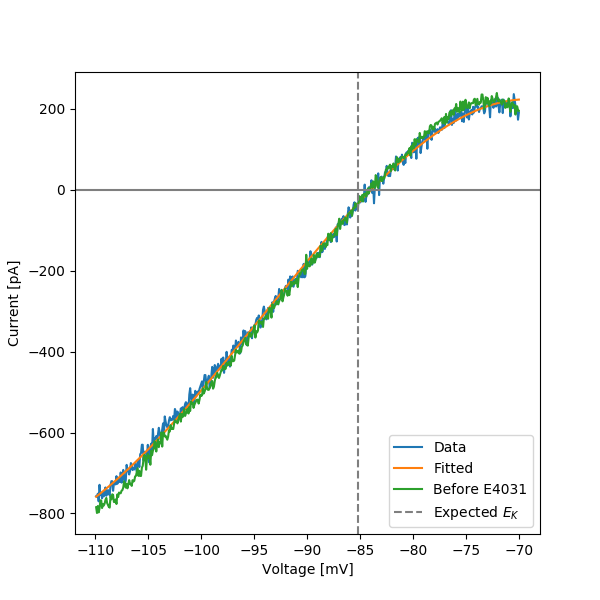 200
0
−200
−400
−600
−800
Current [pA]
Data
Fitted
Before E4031
Expected E_K
−110 −105 −100 −95 −90 −85 −80 −75 −70
Voltage [mV]